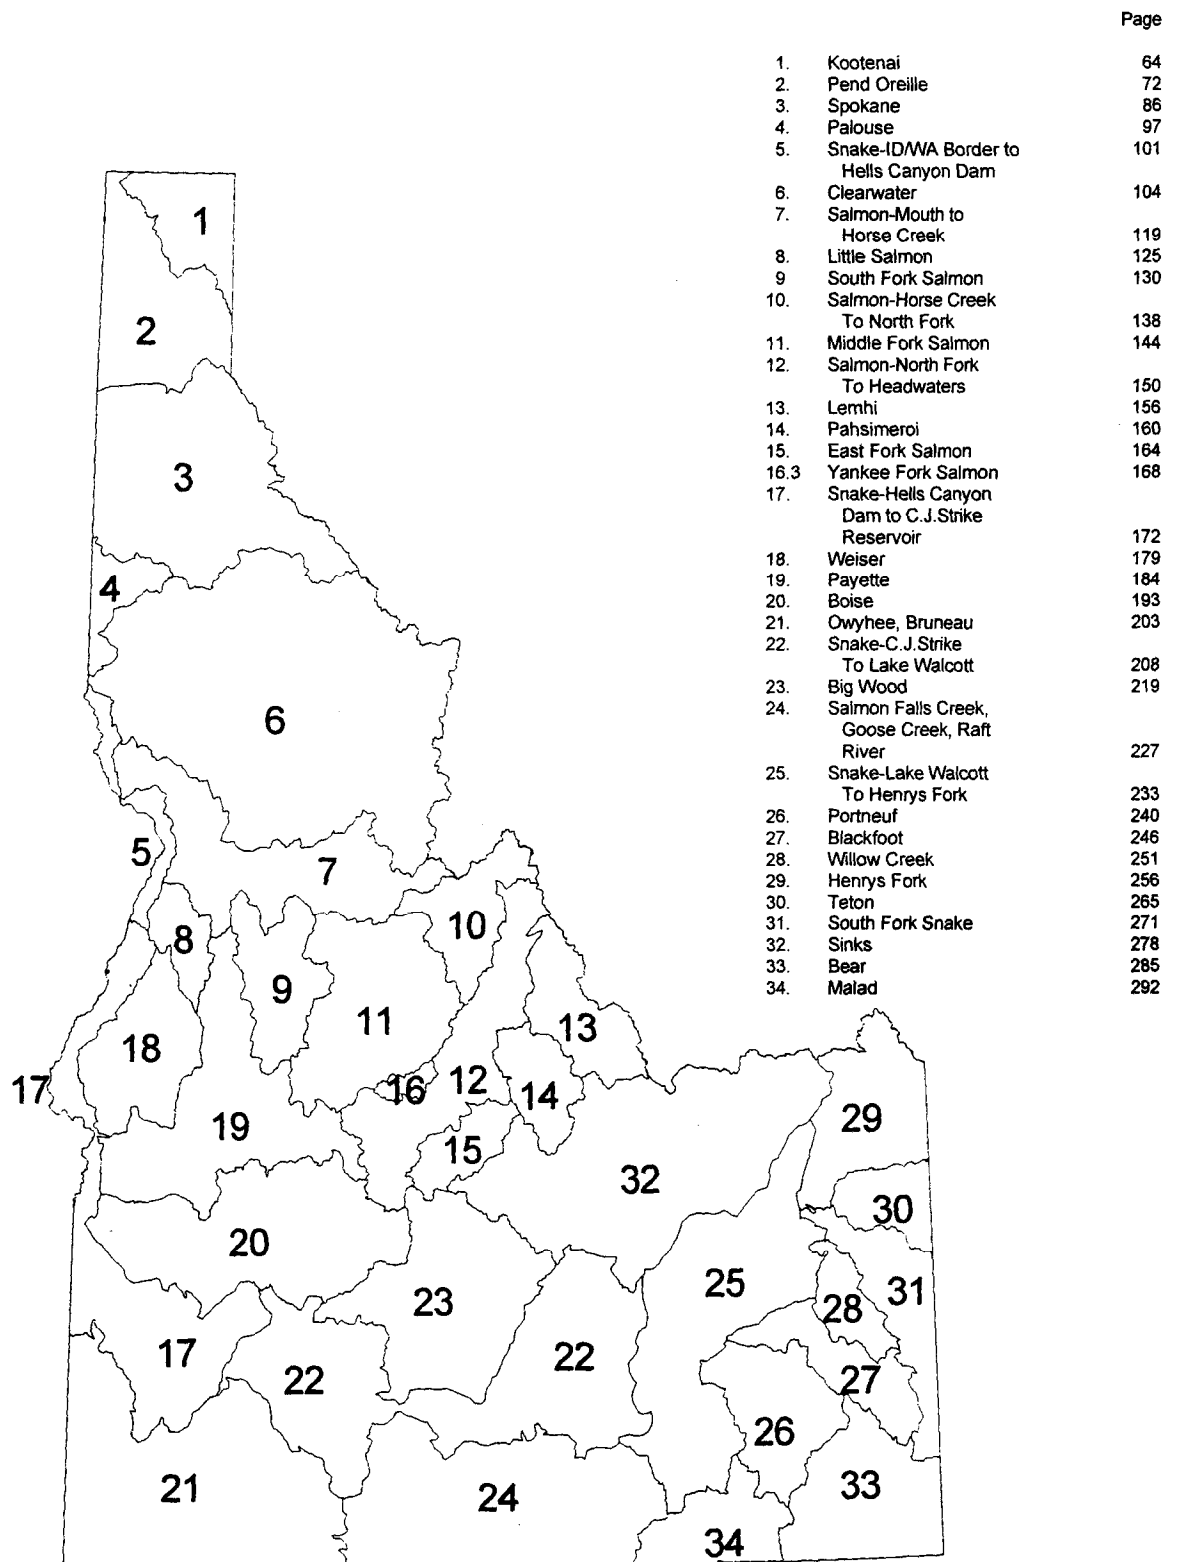 Page
1. Kootenai 64
2. Pend Oreille 72
3. Spokane 86
4. Palouse 97
5. Snake-ID/WA Border to 101
Hells Canyon Dam
6. Clearwater 104
7. Salmon-Mouth to
Horse Creek 119
8. Little Salmon 125
9 South Fork Salmon 130
10. Salmon-Horse Creek
To North Fork 138
11. Middle Fork Salmon 144
12. Salmon-North Fork
To Headwaters 150
13. Lemhi 156
14. Pahsimeroi 160
15. East Fork Salmon 164
16.3 Yankee Fork Salmon 168
17. Snake-Hells Canyon
Dam to C.J.Strike
Reservoir 172
18. Weiser 179
19. Payette 184
20. Boise 193
21. Owyhee, Bruneau 203
22. Snake-C.J.Strike
To Lake Walcott 208
23. Big Wood 219
24. Salmon Falls Creek,
Goose Creek, Raft
River 227
25. Snake-Lake Walcott
To Henrys Fork 233
26. Portneuf 240
27. Blackfoot 246
28. Willow Creek 251
29. Henrys Fork 256
30. Teton 265
31. South Fork Snake 271
32. Sinks 278
33. Bear 285
34. Malad 292
1
2
3
4
6
5
7
8
10
9
11
13
18
17
16
12
14
29
19
15
32
30
20
25
31
23
28
17
22
22
27
26
21
24
33
34